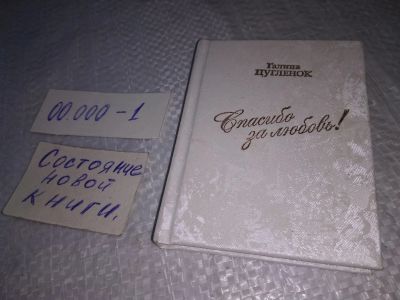 00.000-1
Состояние
новой
книги.
Галина
ЦУГЛЕНОК
Спасибо
за любовь!